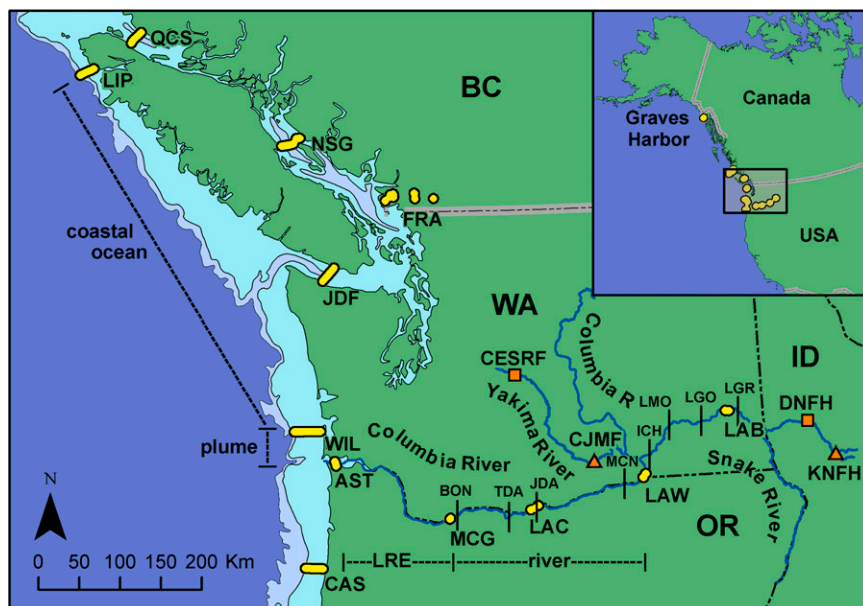 QCS
LIP
BC
NSG
FRA
coastal
ocean
JDF
WA
Graves
Harbor
Canada
USA
ID
CESRF
Columbia R
Yakima River
CJMF
LMO
LGO
LGR
ICH
LAB
DNFH
KNFH
plume
WIL
AST
Columbia River
BON
TDA
JDA
MCN
MCG
LAC
LAW
Snake River
OR
LRE
river
CAS
N
0 50 100 150 200 Km